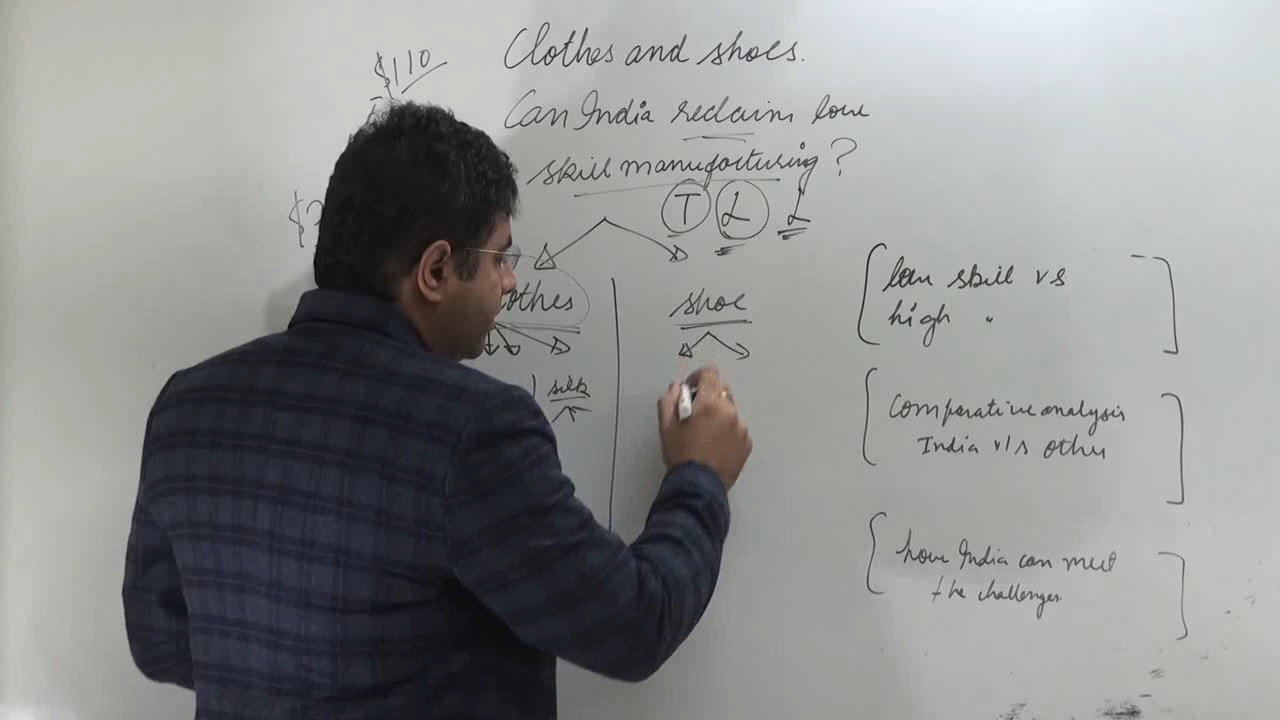 $110
Clothes and shoes.
Can India reclaim low
skill manufacturing?
T L L
othes
shoe
silk
low skill vs
high "
Comparative analysis
India v/s other
how India can meet
the challenges.